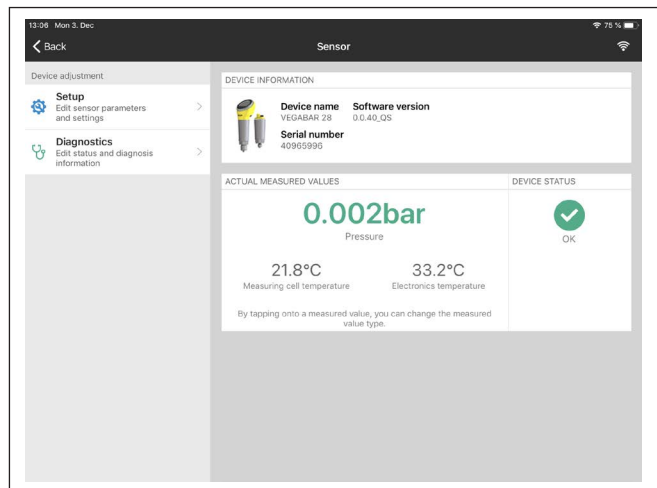 13:06 Mon 3. Dec
75 %
Back
Sensor
Device adjustment
Setup
Edit sensor parameters
and settings
Diagnostics
Edit status and diagnosis
information
DEVICE INFORMATION
Device name Software version
VEGABAR 28 0.0.40_QS
Serial number
40965996
ACTUAL MEASURED VALUES
DEVICE STATUS
0.002bar
Pressure
OK
21.8°C 33.2°C
Measuring cell temperature Electronics temperature
By tapping onto a measured value, you can change the measured
value type.